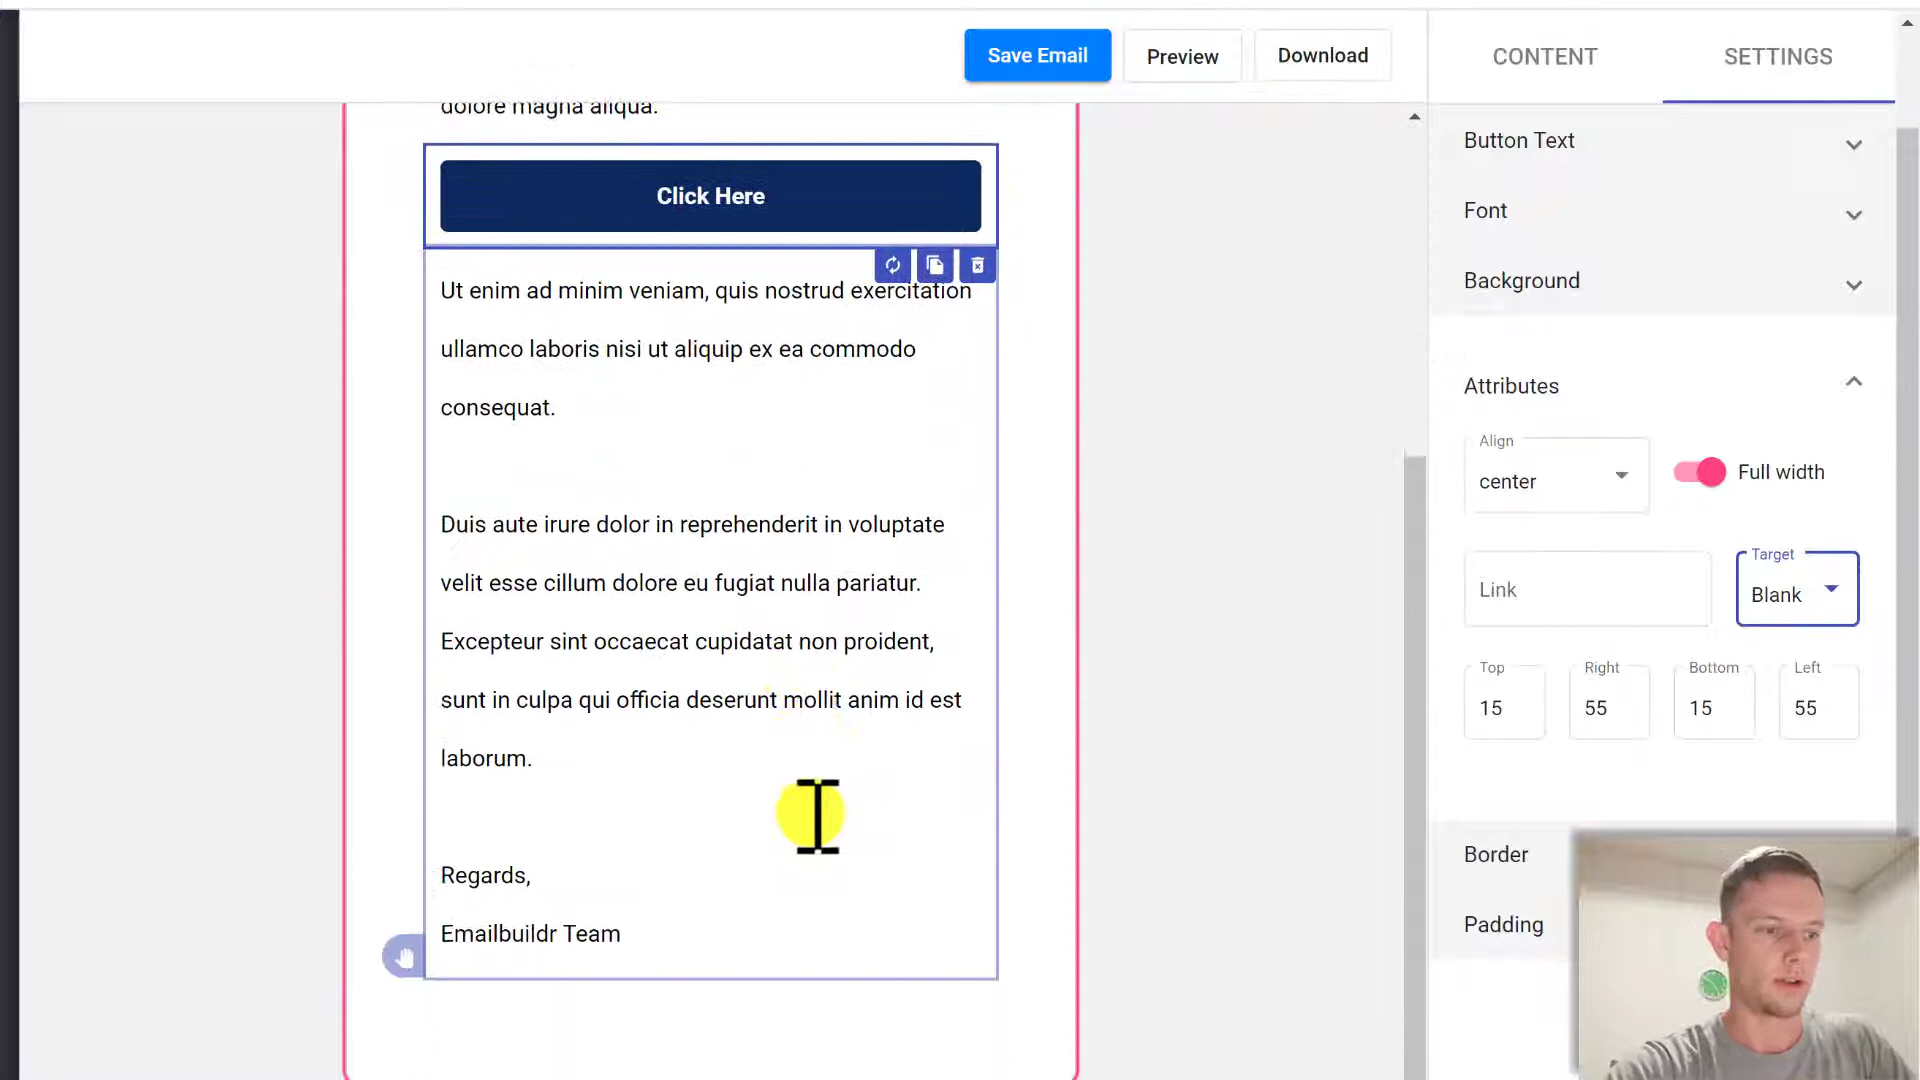 Save Email
Preview
Download
CONTENT
SETTINGS
dolore magna aliqua.
Click Here
Ut enim ad minim veniam, quis nostrud exercitation
ullamco laboris nisi ut aliquip ex ea commodo
consequat.
Duis aute irure dolor in reprehenderit in voluptate
velit esse cillum dolore eu fugiat nulla pariatur.
Excepteur sint occaecat cupidatat non proident,
sunt in culpa qui officia deserunt mollit anim id est
laborum.
Regards,
Emailbuildr Team
Button Text
Font
Background
Attributes
Align
center
Full width
Link
Target
Blank
Top
Right
Bottom
Left
15
55
15
55
Border
Padding